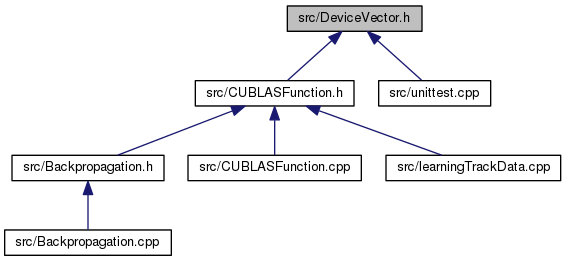 src/DeviceVector.h
src/CUBLASFunction.h
src/unittest.cpp
src/Backpropagation.h
src/CUBLASFunction.cpp
src/learningTrackData.cpp
src/Backpropagation.cpp